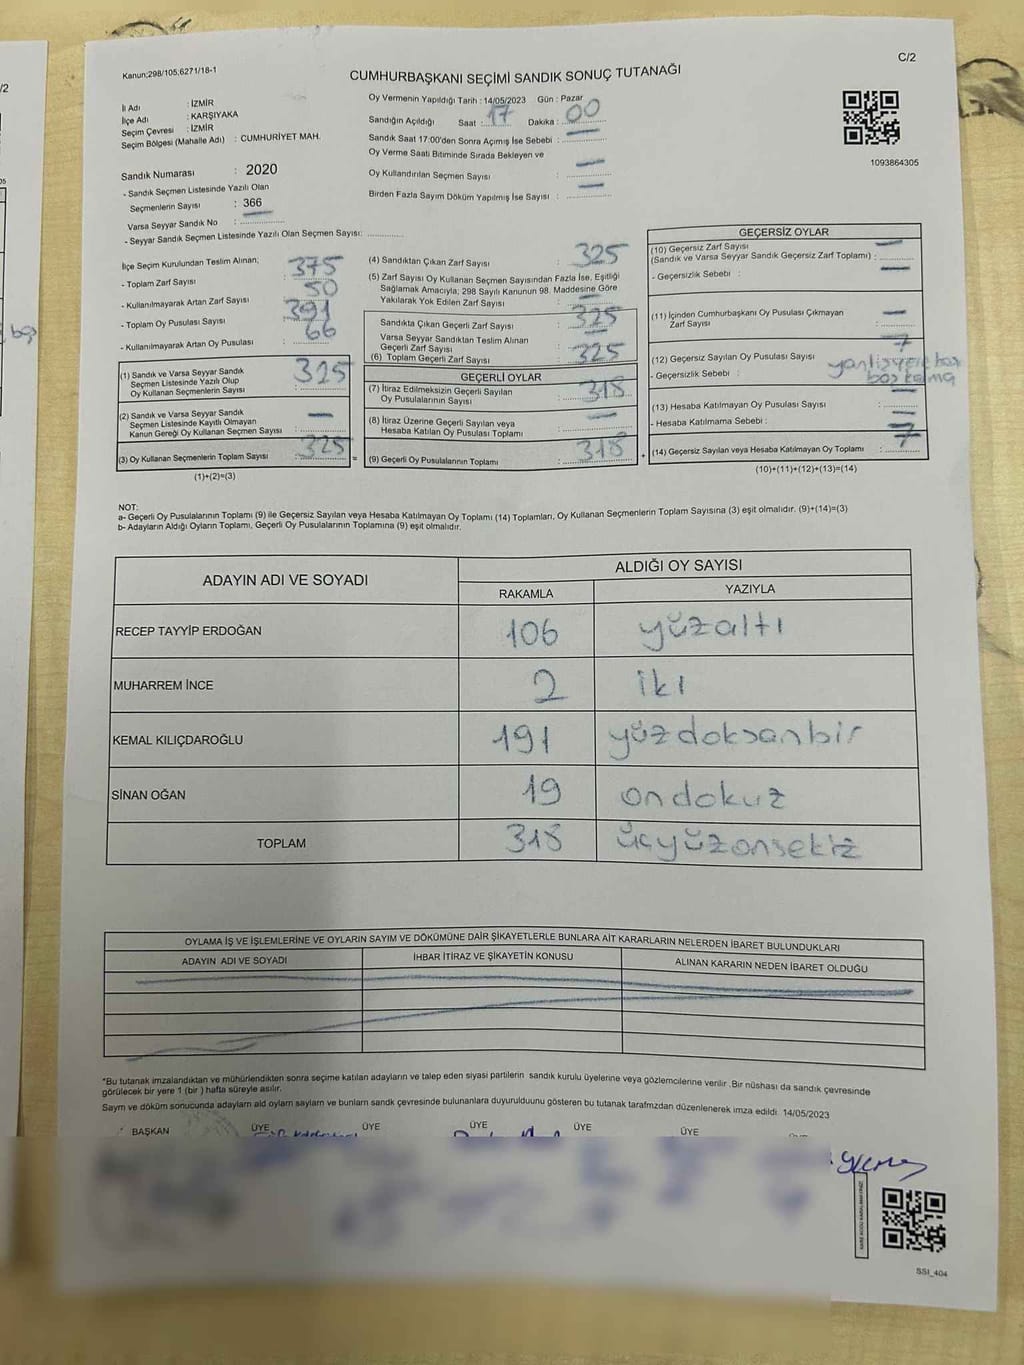 C/2
Kanun;298/105;6271/18-1
CUMHURBAŞKANI SEÇİMİ SANDIK SONUÇ TUTANAĞI
İl Adı : İZMİR
İlçe Adı : KARŞIYAKA
Seçim Çevresi : İZMİR
Seçim Bölgesi (Mahalle Adı) : CUMHURİYET MAH.
Sandık Numarası : 2020
- Sandık Seçmen Listesinde Yazılı Olan
Seçmenlerin Sayısı : 366
Varsa Seyyar Sandık No :
- Seyyar Sandık Seçmen Listesinde Yazılı Olan Seçmen Sayısı:
Oy Vermenin Yapıldığı Tarih : 14/05/2023 Gün : Pazar
Sandığın Açıldığı Saat : 17 Dakika : 00
Sandık Saat 17:00'den Sonra Açılmış İse Sebebi : —
Oy Verme Saati Bitiminde Sırada Bekleyen ve
Oy Kullandırılan Seçmen Sayısı : —
Birden Fazla Sayım Döküm Yapılmış İse Sayısı : —
1093864305
İlçe Seçim Kurulundan Teslim Alınan;
- Toplam Zarf Sayısı : 375
- Kullanılmayarak Artan Zarf Sayısı : 50
- Toplam Oy Pusulası Sayısı : 391
- Kullanılmayarak Artan Oy Pusulası : 66
(1) Sandık ve Varsa Seyyar Sandık
Seçmen Listesinde Yazılı Olup
Oy Kullanan Seçmenlerin Sayısı : 325
(2) Sandık ve Varsa Seyyar Sandık
Seçmen Listesinde Kayıtlı Olmayan
Kanun Gereği Oy Kullanan Seçmen Sayısı : —
(3) Oy Kullanan Seçmenlerin Toplam Sayısı : 325 =
(1)+(2)=(3)
(4) Sandıktan Çıkan Zarf Sayısı : 325
(5) Zarf Sayısı Oy Kullanan Seçmen Sayısından Fazla İse, Eşitliği
Sağlamak Amacıyla; 298 Sayılı Kanunun 98. Maddesine Göre
Yakılarak Yok Edilen Zarf Sayısı : —
Sandıkta Çıkan Geçerli Zarf Sayısı : 325
Varsa Seyyar Sandıktan Teslim Alınan
Geçerli Zarf Sayısı : —
(6) Toplam Geçerli Zarf Sayısı : 325
GEÇERLİ OYLAR
(7) İtiraz Edilmeksizin Geçerli Sayılan
Oy Pusulalarının Sayısı : 318
(8) İtiraz Üzerine Geçerli Sayılan veya
Hesaba Katılan Oy Pusulası Toplamı : —
(9) Geçerli Oy Pusulalarının Toplamı : 318 +
GEÇERSİZ OYLAR
(10) Geçersiz Zarf Sayısı
(Sandık ve Varsa Seyyar Sandık Geçersiz Zarf Toplamı) : —
- Geçersizlik Sebebi : —
(11) İçinden Cumhurbaşkanı Oy Pusulası Çıkmayan
Zarf Sayısı : —
(12) Geçersiz Sayılan Oy Pusulası Sayısı : 7
- Geçersizlik Sebebi :
(13) Hesaba Katılmayan Oy Pusulası Sayısı : —
- Hesaba Katılmama Sebebi : —
(14) Geçersiz Sayılan veya Hesaba Katılmayan Oy Toplamı : 7
(10)+(11)+(12)+(13)=(14)
NOT:
a- Geçerli Oy Pusulalarının Toplamı (9) ile Geçersiz Sayılan veya Hesaba Katılmayan Oy Toplamı (14) Toplamları, Oy Kullanan Seçmenlerin Toplam Sayısına (3) eşit olmalıdır. (9)+(14)=(3)
b- Adayların Aldığı Oyların Toplamı, Geçerli Oy Pusulalarının Toplamına (9) eşit olmalıdır.
ADAYIN ADI VE SOYADI ALDIĞI OY SAYISI
RAKAMLA YAZIYLA
RECEP TAYYİP ERDOĞAN 106 yüzaltı
MUHARREM İNCE 2 iki
KEMAL KILIÇDAROĞLU 191 yüzdoksanbir
SİNAN OĞAN 19 ondokuz
TOPLAM 318 üçyüzonsekiz
OYLAMA İŞ VE İŞLEMLERİNE VE OYLARIN SAYIM VE DÖKÜMÜNE DAİR ŞİKAYETLERLE BUNLARA AİT KARARLARIN NELERDEN İBARET BULUNDUKLARI
ADAYIN ADI VE SOYADI İHBAR İTİRAZ VE ŞİKAYETİN KONUSU ALINAN KARARIN NEDEN İBARET OLDUĞU
*Bu tutanak imzalandıktan ve mühürlendikten sonra seçime katılan adayların ve talep eden siyasi partilerin sandık kurulu üyelerine veya gözlemcilerine verilir .Bir nüshası da sandık çevresinde
görülecek bir yere 1 (bir ) hafta süreyle asılır.
Sayım ve döküm sonucunda adayların ald oyların sayların ve bunların sandk çevresinde bulunanlara duyurulduunu gösteren bu tutanak tarafmzdan düzenlenerek imza edildi. 14/05/2023
BAŞKAN ÜYE ÜYE ÜYE ÜYE ÜYE
SSI_404